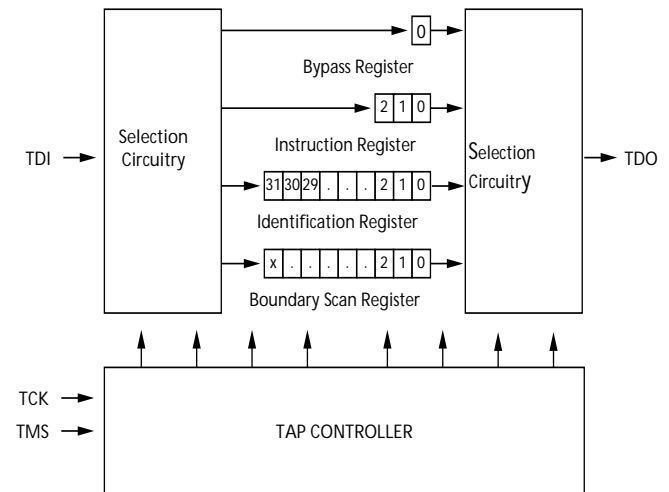 0
Bypass Register
2 1 0
Selection
Circuitry
Instruction Register
Selection
Circuitry
TDI
TDO
31 30 29 . . . 2 1 0
Identification Register
x . . . . . 2 1 0
Boundary Scan Register
TCK
TMS
TAP CONTROLLER